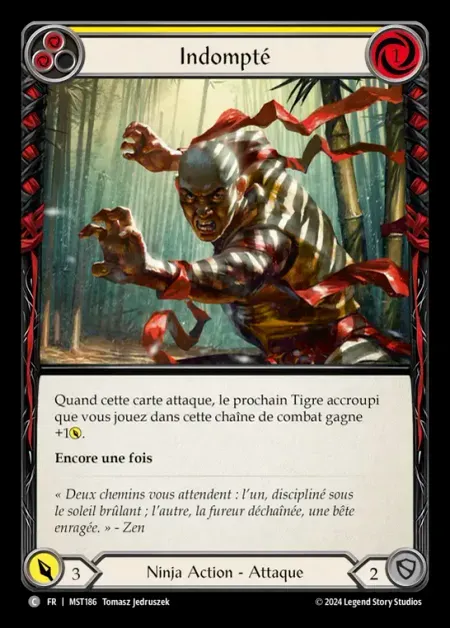 Indompté
1
Quand cette carte attaque, le prochain Tigre accroupi
que vous jouez dans cette chaîne de combat gagne
+1.
Encore une fois
« Deux chemins vous attendent : l'un, discipliné sous
le soleil brûlant ; l'autre, la fureur déchaînée, une bête
enragée. » - Zen
3 Ninja Action - Attaque 2
C FR | MST186 Tomasz Jedruszek © 2024 Legend Story Studios